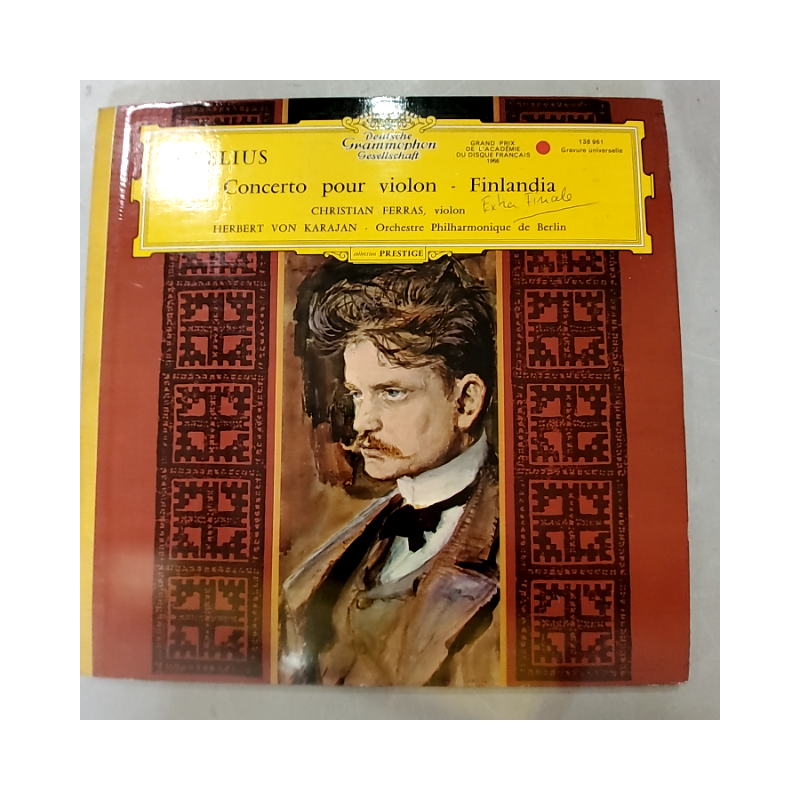 Deutsche
Grammophon
Gesellschaft
GRAND PRIX
DE L'ACADÉMIE
DU DISQUE FRANÇAIS
1966
138 961
Gravure universelle
Concerto pour violon - Finlandia
Extra Finale
CHRISTIAN FERRAS, violon
HERBERT VON KARAJAN · Orchestre Philharmonique de Berlin
collection PRESTIGE